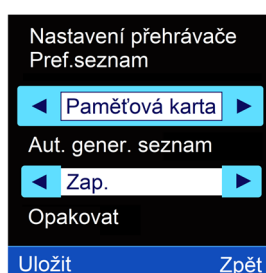 Nastavení přehrávače
Pref.seznam
Paměťová karta
Aut. gener. seznam
Zap.
Opakovat
Uložit Zpět